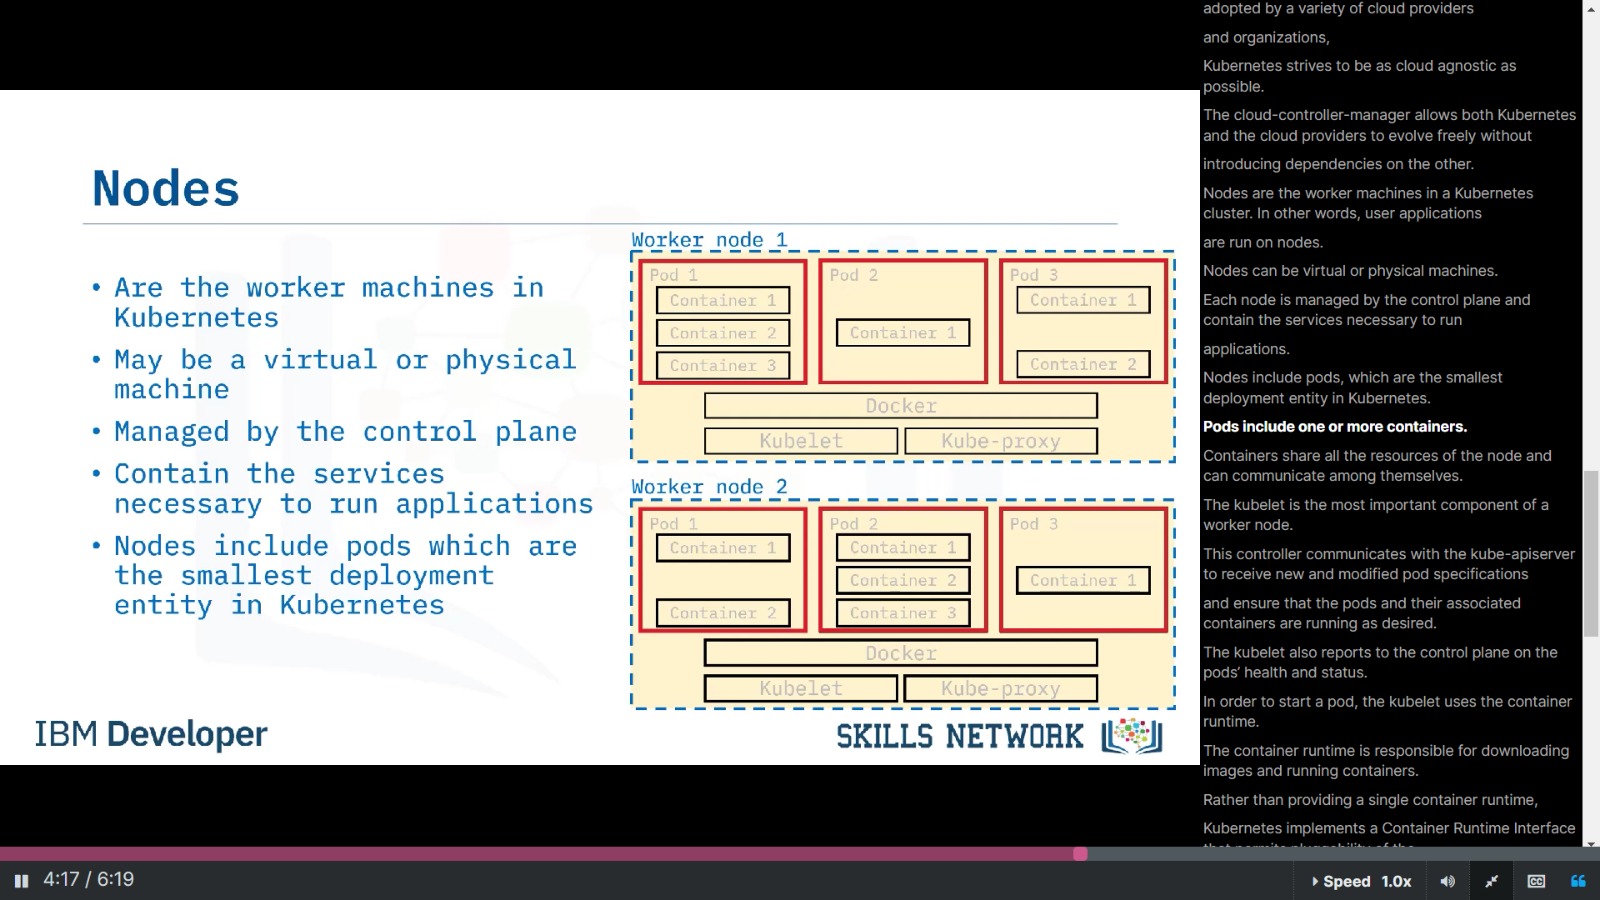 Nodes
• Are the worker machines in
Kubernetes
• May be a virtual or physical
machine
• Managed by the control plane
• Contain the services
necessary to run applications
• Nodes include pods which are
the smallest deployment
entity in Kubernetes
Worker node 1
Pod 1
Container 1
Container 2
Container 3
Pod 2
Container 1
Pod 3
Container 1
Container 2
Docker
Kubelet
Kube-proxy
Worker node 2
Pod 1
Container 1
Container 2
Pod 2
Container 1
Container 2
Container 3
Pod 3
Container 1
Docker
Kubelet
Kube-proxy
IBM Developer
SKILLS NETWORK
adopted by a variety of cloud providers
and organizations,
Kubernetes strives to be as cloud agnostic as
possible.
The cloud-controller-manager allows both Kubernetes
and the cloud providers to evolve freely without
introducing dependencies on the other.
Nodes are the worker machines in a Kubernetes
cluster. In other words, user applications
are run on nodes.
Nodes can be virtual or physical machines.
Each node is managed by the control plane and
contain the services necessary to run
applications.
Nodes include pods, which are the smallest
deployment entity in Kubernetes.
Pods include one or more containers.
Containers share all the resources of the node and
can communicate among themselves.
The kubelet is the most important component of a
worker node.
This controller communicates with the kube-apiserver
to receive new and modified pod specifications
and ensure that the pods and their associated
containers are running as desired.
The kubelet also reports to the control plane on the
pods' health and status.
In order to start a pod, the kubelet uses the container
runtime.
The container runtime is responsible for downloading
images and running containers.
Rather than providing a single container runtime,
Kubernetes implements a Container Runtime Interface
4:17 / 6:19
Speed 1.0x
CC